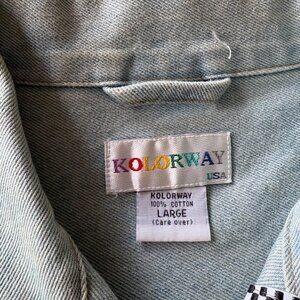 KOLORWAY
USA
KOLORWAY
100% COTTON
LARGE
(Care over)